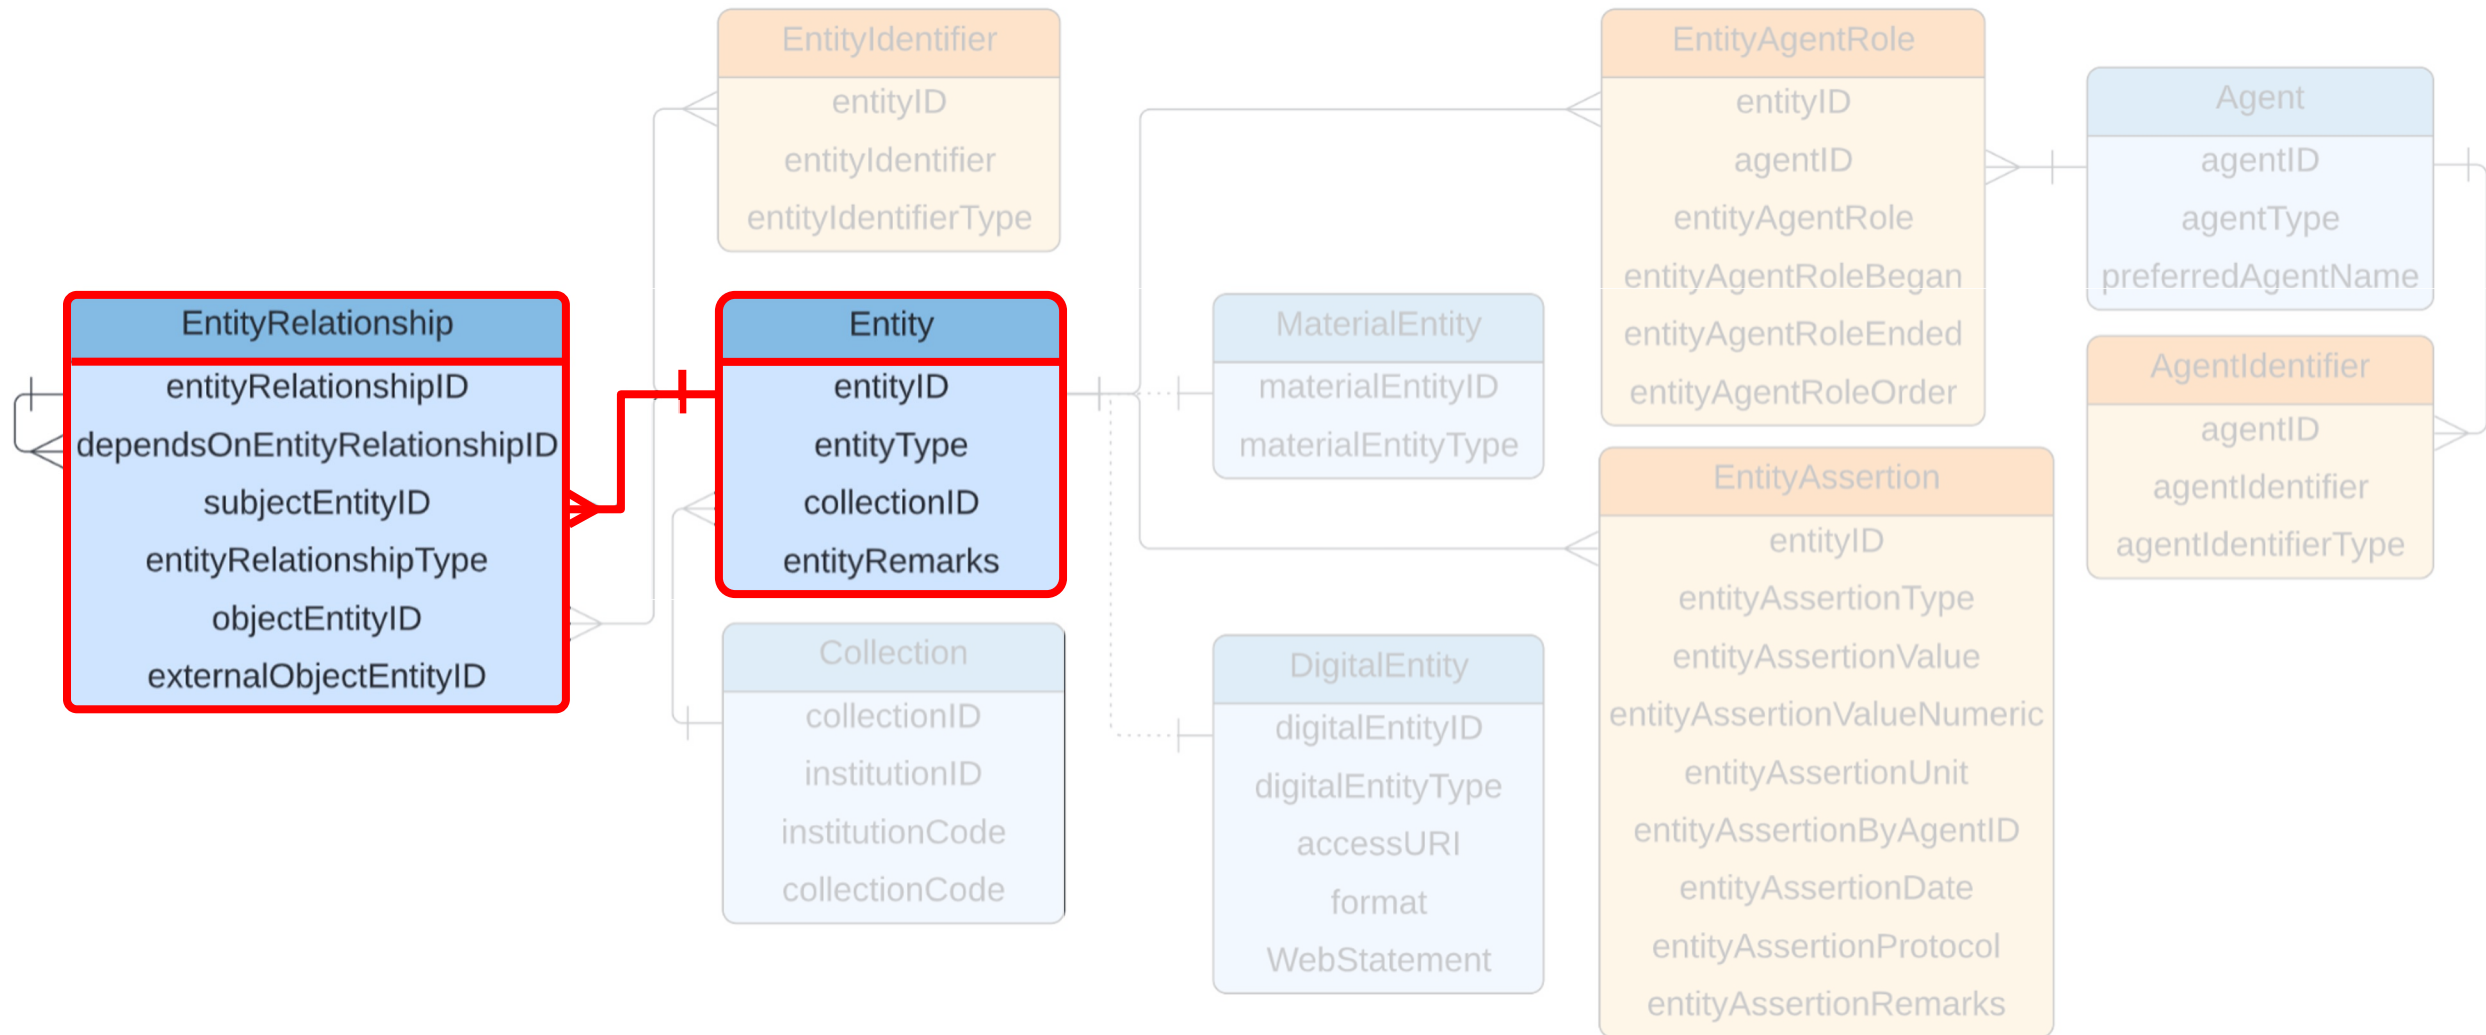 EntityIdentifier
entityID
entityIdentifier
entityIdentifierType
EntityAgentRole
entityID
agentID
entityAgentRole
entityAgentRoleBegan
entityAgentRoleEnded
entityAgentRoleOrder
Agent
agentID
agentType
preferredAgentName
EntityRelationship
entityRelationshipID
dependsOnEntityRelationshipID
subjectEntityID
entityRelationshipType
objectEntityID
externalObjectEntityID
Entity
entityID
entityType
collectionID
entityRemarks
MaterialEntity
materialEntityID
materialEntityType
AgentIdentifier
agentID
agentIdentifier
agentIdentifierType
EntityAssertion
entityID
entityAssertionType
entityAssertionValue
entityAssertionValueNumeric
entityAssertionUnit
entityAssertionByAgentID
entityAssertionDate
entityAssertionProtocol
entityAssertionRemarks
Collection
collectionID
institutionID
institutionCode
collectionCode
DigitalEntity
digitalEntityID
digitalEntityType
accessURI
format
WebStatement